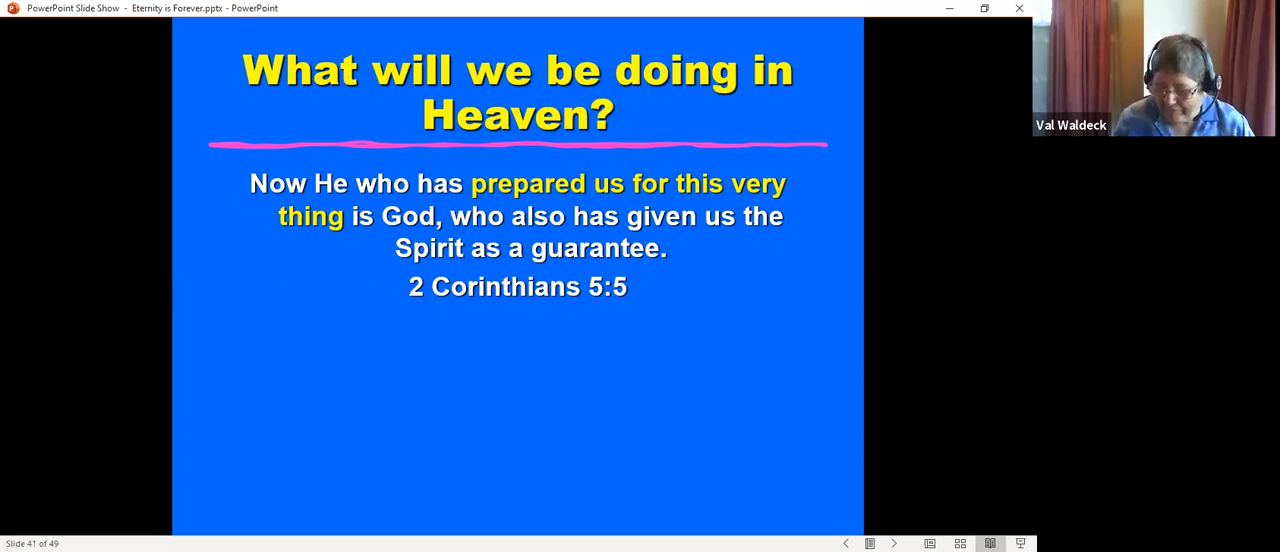 PowerPoint Slide Show - Eternity is Forever.pptx - PowerPoint
What will we be doing in
Heaven?
Now He who has prepared us for this very
thing is God, who also has given us the
Spirit as a guarantee.
2 Corinthians 5:5
Val Waldeck
Slide 41 of 49